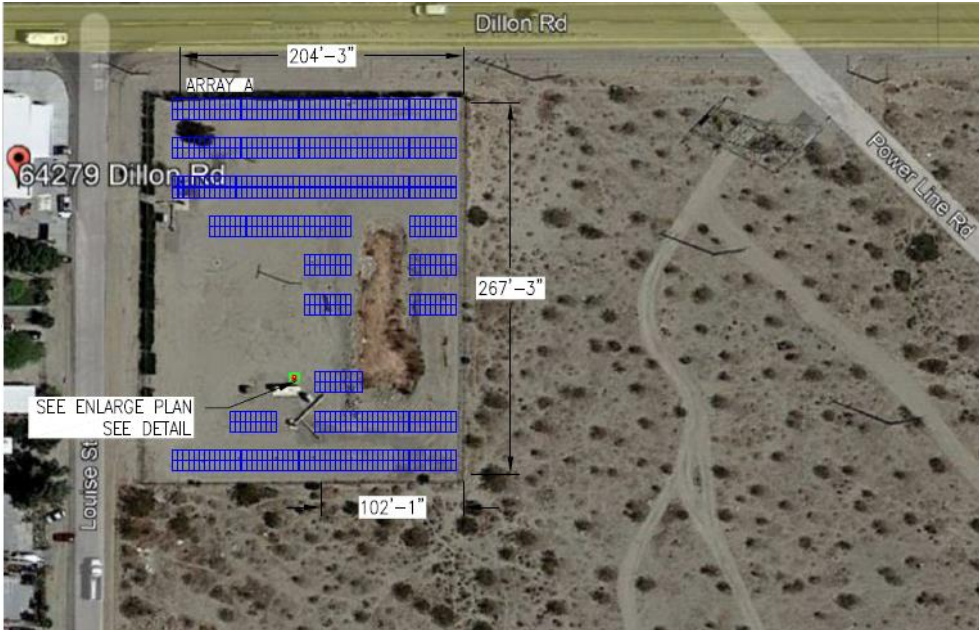 Dillon Rd
204'-3"
ARRAY A
64279 Dillon Rd
Power Line Rd
267'-3"
SEE ENLARGE PLAN
SEE DETAIL
Louise St
102'-1"